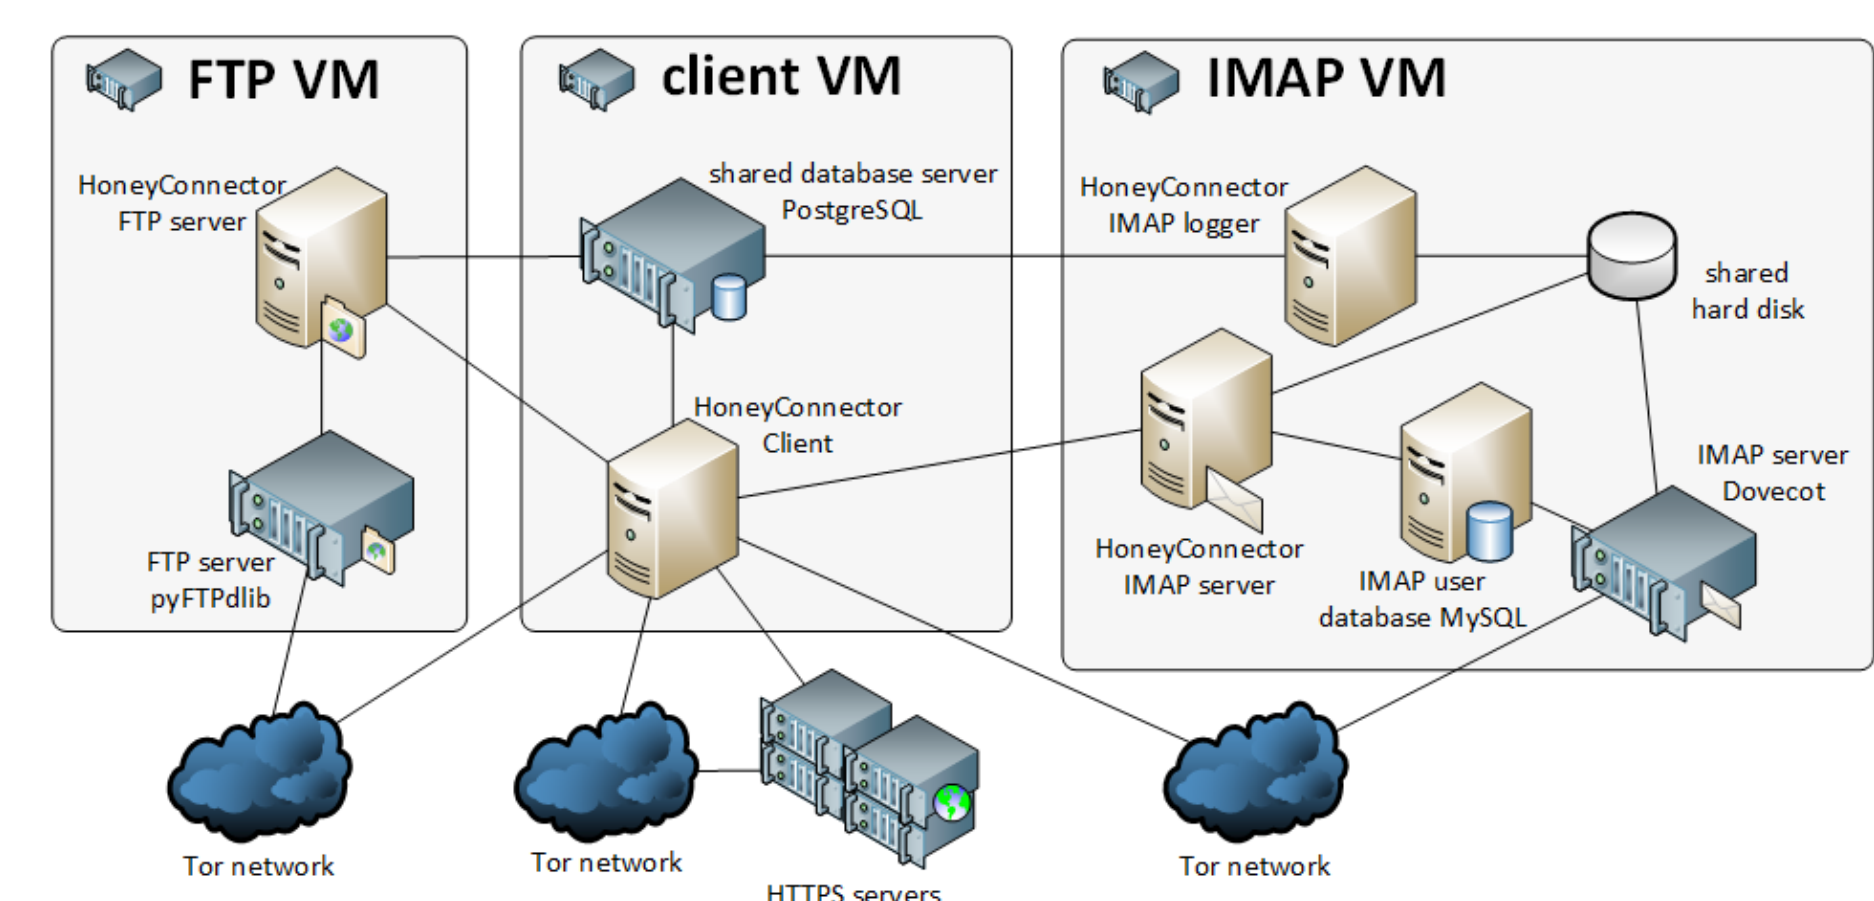 FTP VM
HoneyConnector
FTP server
FTP server
pyFTPdlib
client VM
shared database server
PostgreSQL
HoneyConnector
Client
IMAP VM
HoneyConnector
IMAP logger
shared
hard disk
HoneyConnector
IMAP server
IMAP user
database MySQL
IMAP server
Dovecot
Tor network
Tor network
HTTPS servers
Tor network